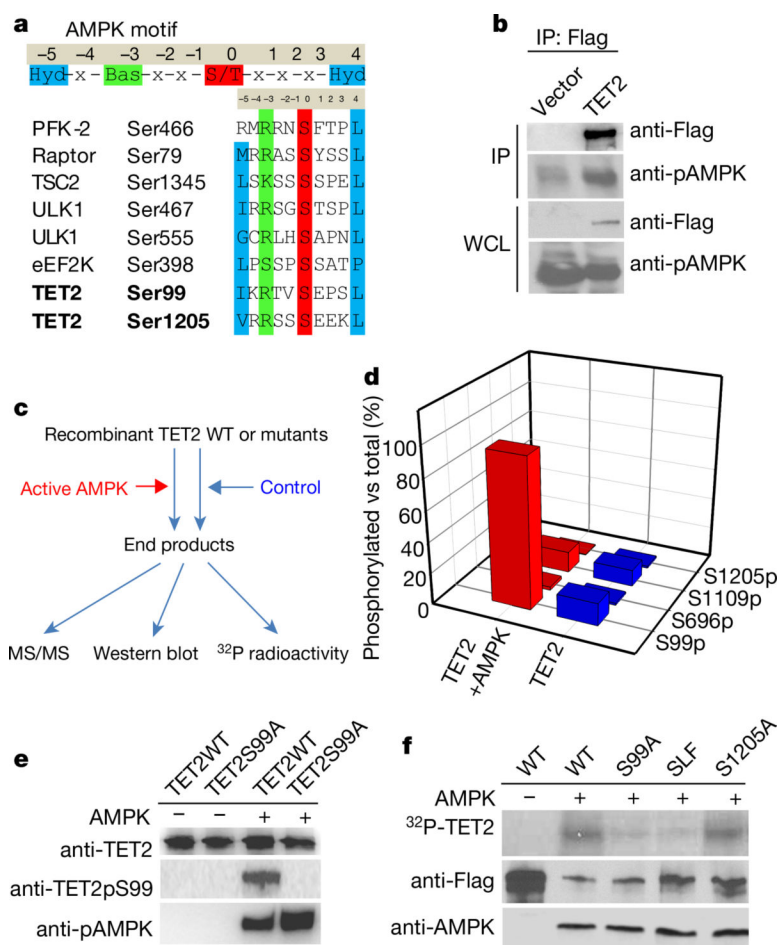 a
AMPK motif
–5 –4 –3 –2 –1 0 1 2 3 4
Hyd-x-Bas-x-x-S/T-x-x-x-Hyd
-5 -4 -3 -2 -1 0 1 2 3 4
PFK-2 Ser466 RMRRNSFTPL
Raptor Ser79 MRRASSYSSL
TSC2 Ser1345 LSKSSSSPEL
ULK1 Ser467 IRRSGSTSPL
ULK1 Ser555 GCRLHSAPNL
eEF2K Ser398 LPSSPSSATP
TET2 Ser99 IKRTVSEPSL
TET2 Ser1205 VRRSSSEEKL
b
IP: Flag
Vector TET2
IP
anti-Flag
anti-pAMPK
WCL
anti-Flag
anti-pAMPK
c
Recombinant TET2 WT or mutants
Active AMPK Control
End products
MS/MS Western blot ³²P radioactivity
d
Phosphorylated vs total (%)
100
80
60
40
20
0
TET2
+AMPK
TET2
S1205p
S1109p
S696p
S99p
e
TET2WT TET2S99A TET2WT TET2S99A
AMPK – – + +
anti-TET2
anti-TET2pS99
anti-pAMPK
f
WT WT S99A SLF S1205A
AMPK – + + + +
³²P-TET2
anti-Flag
anti-AMPK